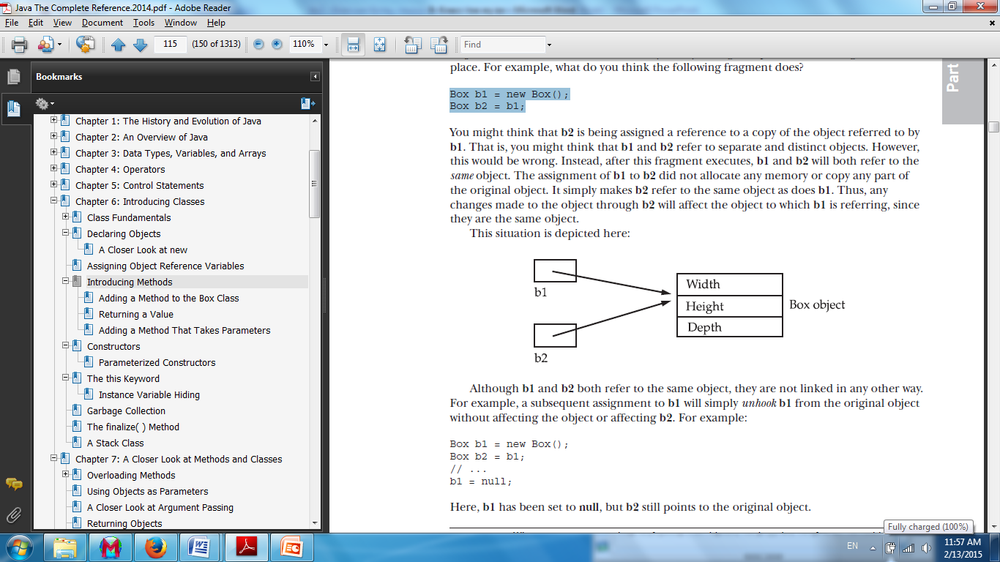 Java The Complete Reference.2014.pdf - Adobe Reader
File Edit View Document Tools Window Help
115 (150 of 1313) 110% Find
Bookmarks
Chapter 1: The History and Evolution of Java
Chapter 2: An Overview of Java
Chapter 3: Data Types, Variables, and Arrays
Chapter 4: Operators
Chapter 5: Control Statements
Chapter 6: Introducing Classes
Class Fundamentals
Declaring Objects
A Closer Look at new
Assigning Object Reference Variables
Introducing Methods
Adding a Method to the Box Class
Returning a Value
Adding a Method That Takes Parameters
Constructors
Parameterized Constructors
The this Keyword
Instance Variable Hiding
Garbage Collection
The finalize( ) Method
A Stack Class
Chapter 7: A Closer Look at Methods and Classes
Overloading Methods
Using Objects as Parameters
A Closer Look at Argument Passing
Returning Objects
place. For example, what do you think the following fragment does?
Box b1 = new Box();
Box b2 = b1;
You might think that b2 is being assigned a reference to a copy of the object referred to by
b1. That is, you might think that b1 and b2 refer to separate and distinct objects. However,
this would be wrong. Instead, after this fragment executes, b1 and b2 will both refer to the
same object. The assignment of b1 to b2 did not allocate any memory or copy any part of
the original object. It simply makes b2 refer to the same object as does b1. Thus, any
changes made to the object through b2 will affect the object to which b1 is referring, since
they are the same object.
This situation is depicted here:
b1
b2
Width
Height
Depth
Box object
Although b1 and b2 both refer to the same object, they are not linked in any other way.
For example, a subsequent assignment to b1 will simply unhook b1 from the original object
without affecting the object or affecting b2. For example:
Box b1 = new Box();
Box b2 = b1;
// ...
b1 = null;
Here, b1 has been set to null, but b2 still points to the original object.
Part
Fully charged (100%)
EN
11:57 AM
2/13/2015